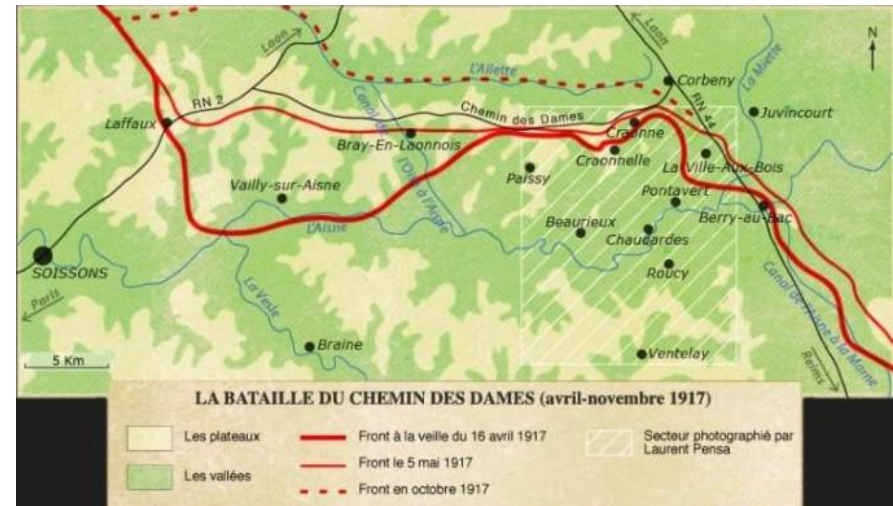 Laon
Laon
N
L'Ailette
La Miette
Corbeny
RN 2
RN 44
Chemin des Dames
Juvincourt
Laffaux
Canal de l'Oise à l'Aisne
Bray-En-Laonnois
Craonne
Craonnelle
La Ville-Aux-Bois
Paissy
Vailly-sur-Aisne
Pontavert
Berry-au-Bac
L'Aisne
Beaurieux
Chaudardes
SOISSONS
Roucy
La Vesle
Canal de l'Aisne à la Marne
Paris
Braine
Ventelay
5 Km
Reims
LA BATAILLE DU CHEMIN DES DAMES (avril-novembre 1917)
Les plateaux
Les vallées
Front à la veille du 16 avril 1917
Front le 5 mai 1917
Front en octobre 1917
Secteur photographié par
Laurent Pensa